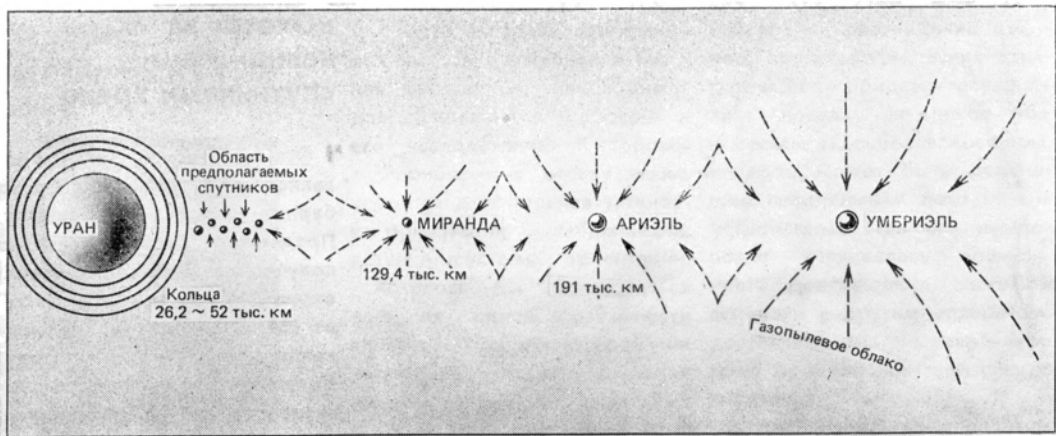 Область
предполагаемых
спутников
УРАН
МИРАНДА
АРИЭЛЬ
УМБРИЭЛЬ
129,4 тыс. км
191 тыс. км
Кольца
26,2 ~ 52 тыс. км
Газопылевое облако